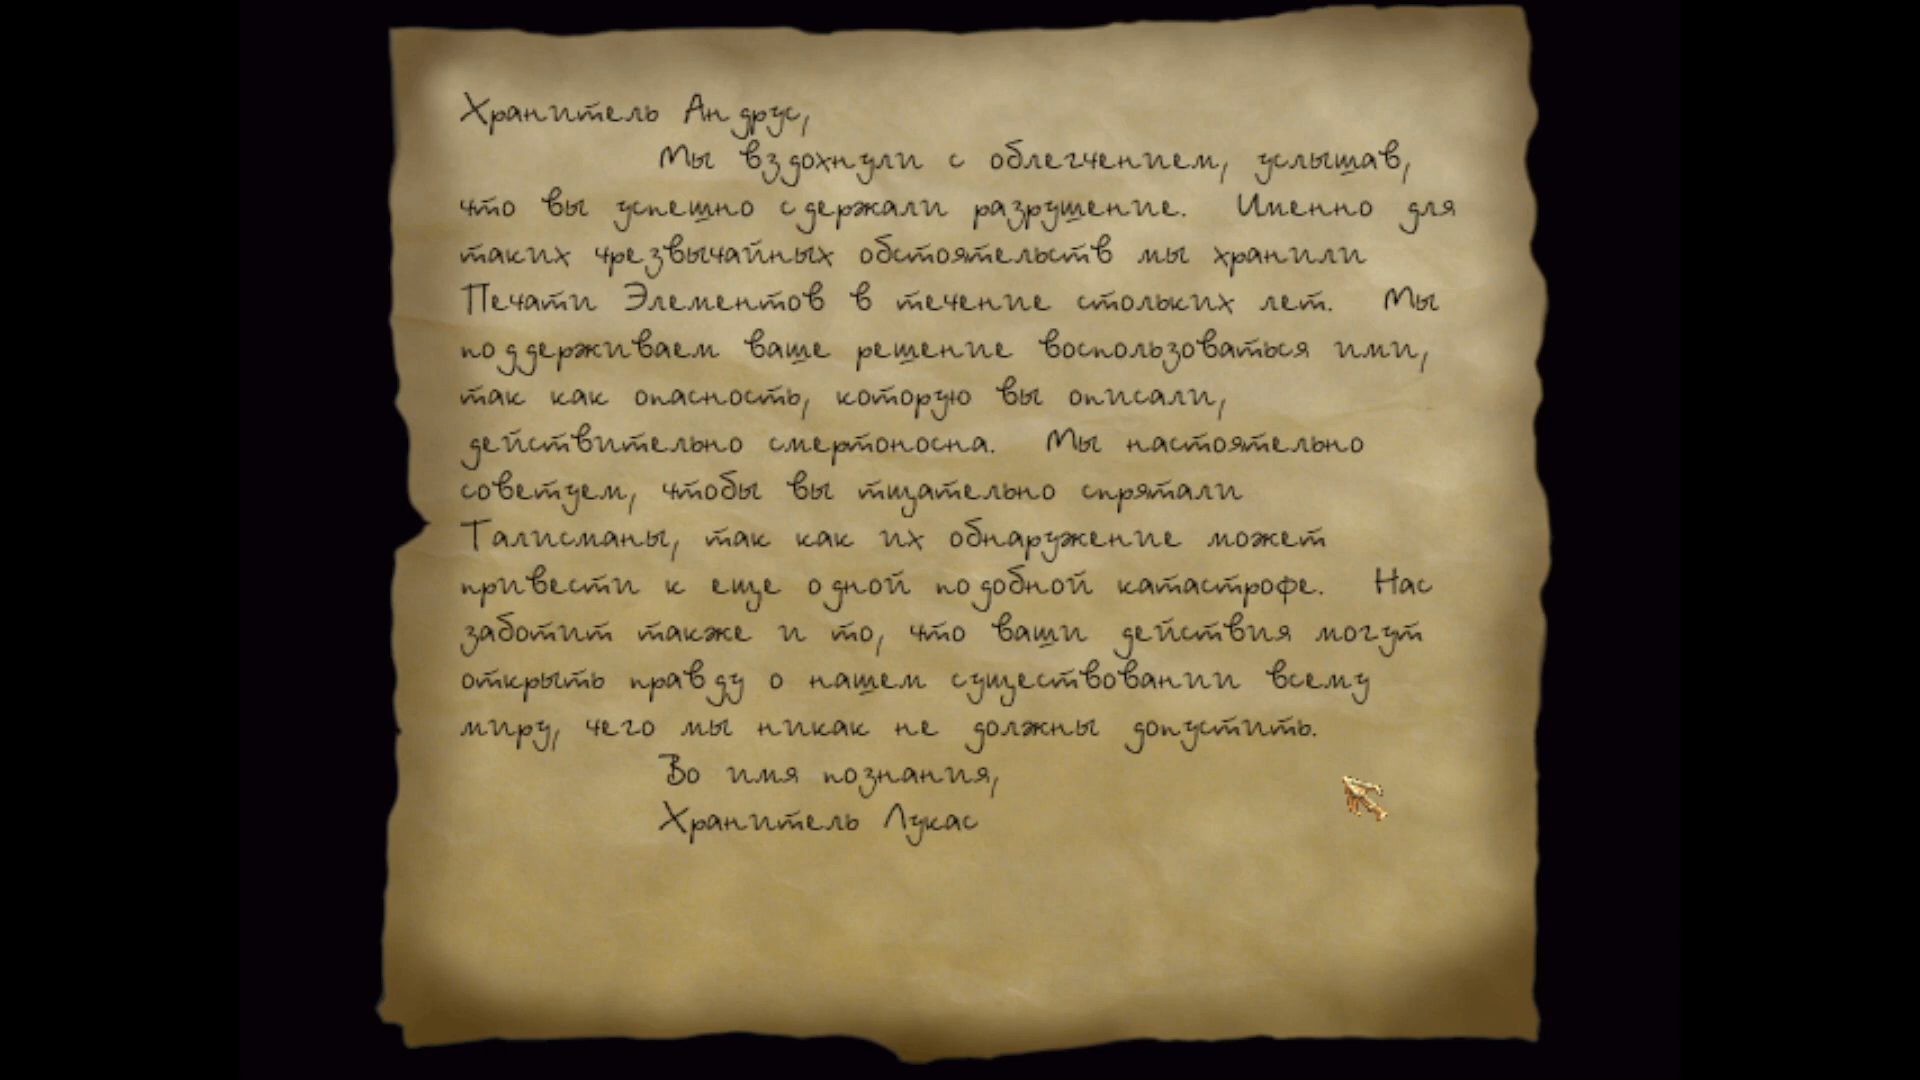 Хранитель Андрус,
Мы вздохнули с облегчением, услышав,
что вы успешно сдержали разрушение. Именно для
таких чрезвычайных обстоятельств мы хранили
Печати Элементов в течение стольких лет. Мы
поддерживаем ваше решение воспользоваться ими,
так как опасность, которую вы описали,
действительно смертоносна. Мы настоятельно
советуем, чтобы вы тщательно спрятали
Талисманы, так как их обнаружение может
привести к еще одной подобной катастрофе. Нас
заботит также и то, что ваши действия могут
открыть правду о нашем существовании всему
миру, чего мы никак не должны допустить.
Во имя познания,
Хранитель Лукас